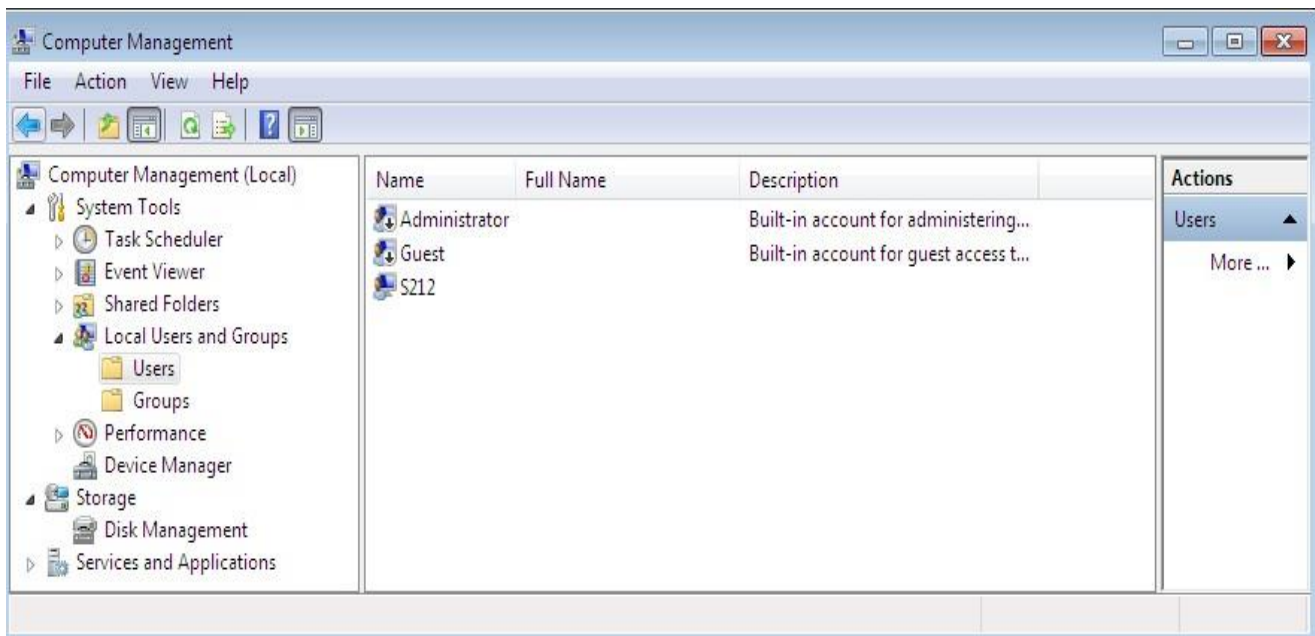 Computer Management
File Action View Help
Computer Management (Local)
System Tools
Task Scheduler
Event Viewer
Shared Folders
Local Users and Groups
Users
Groups
Performance
Device Manager
Storage
Disk Management
Services and Applications
Name Full Name Description
Administrator Built-in account for administering...
Guest Built-in account for guest access t...
S212
Actions
Users
More ...